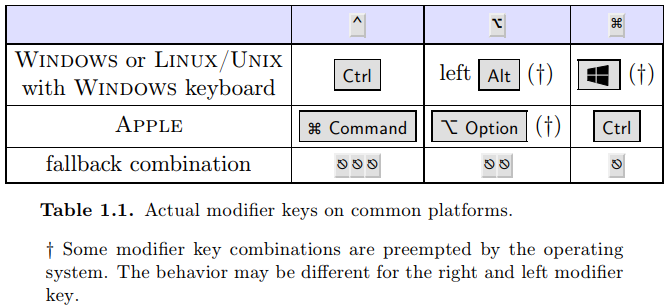 ^ ⌥ ⌘
WINDOWS or LINUX/UNIX
with WINDOWS keyboard
Ctrl
left Alt (†)
(†)
APPLE
⌘ Command
⌥ Option (†)
Ctrl
fallback combination
⎋⎋⎋
⎋⎋
⎋
Table 1.1. Actual modifier keys on common platforms.
† Some modifier key combinations are preempted by the operating
system. The behavior may be different for the right and left modifier
key.